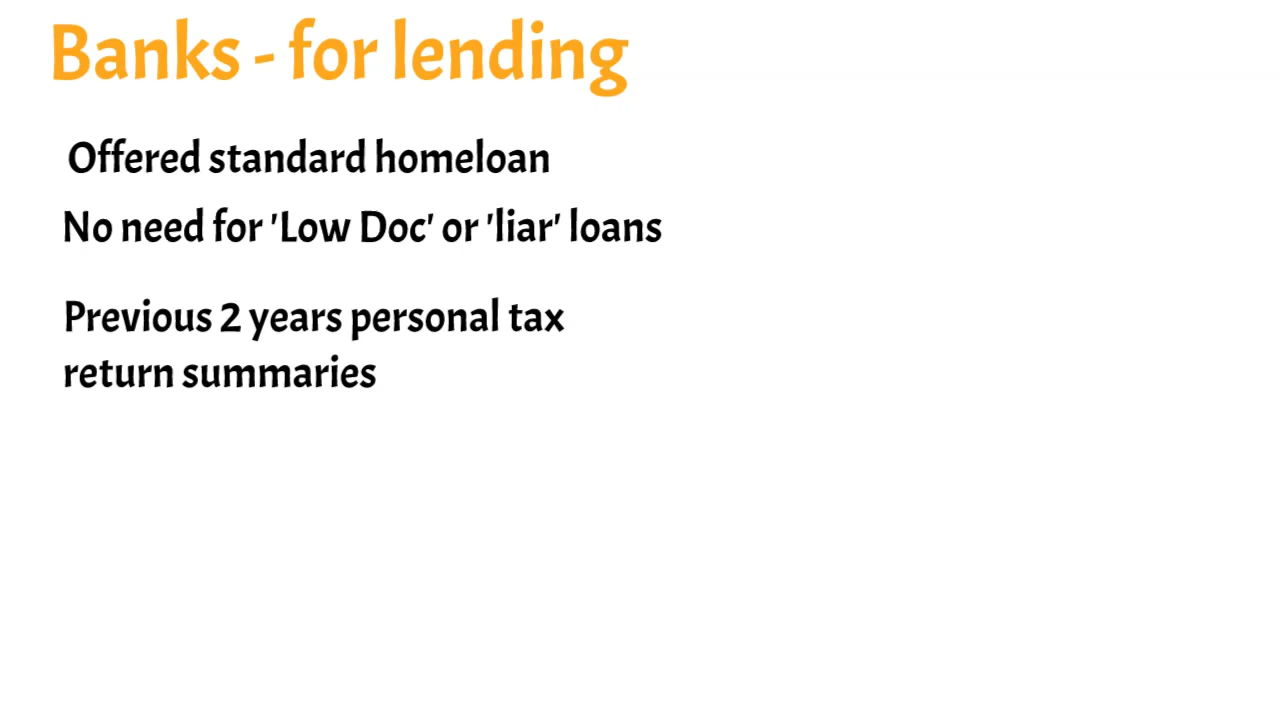 Banks - for lending
Offered standard homeloan
No need for 'Low Doc' or 'liar' loans
Previous 2 years personal tax
return summaries